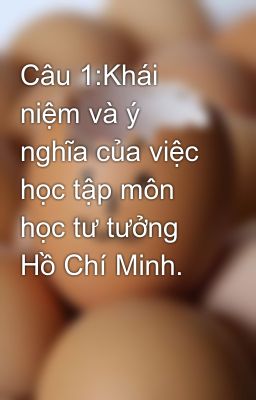 Câu 1:Khái
niệm và ý
nghĩa của việc
học tập môn
học tư tưởng
Hồ Chí Minh.